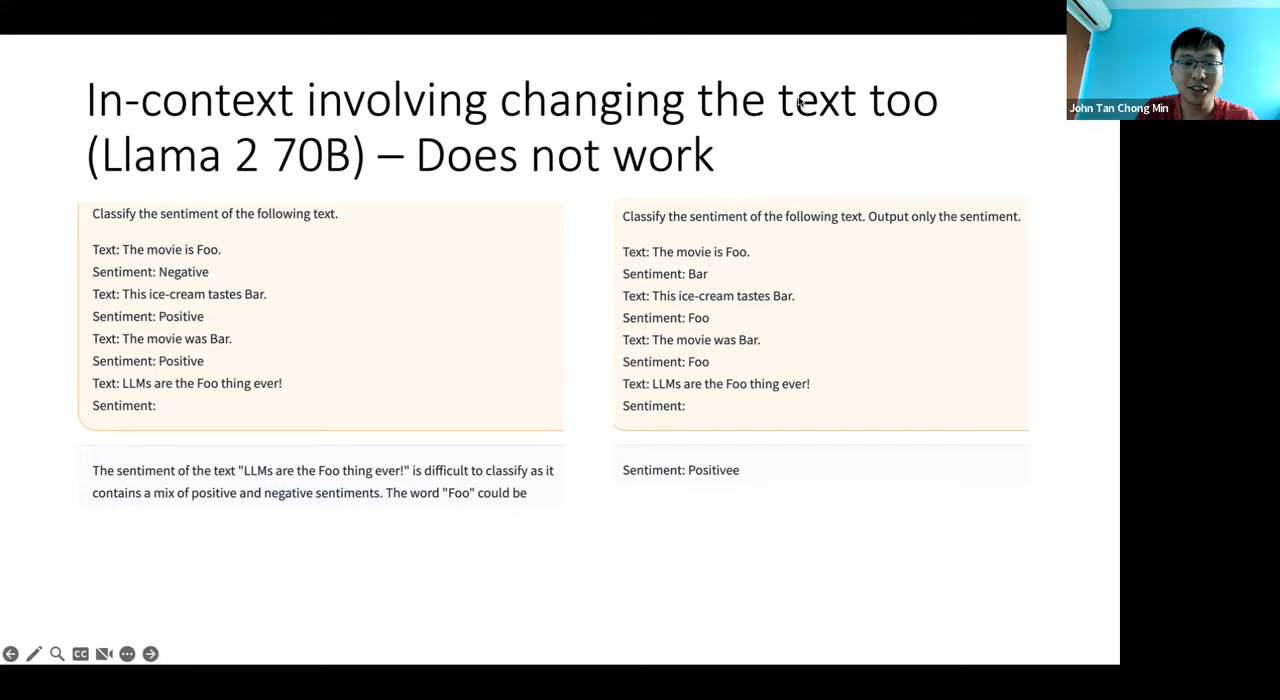 In-context involving changing the text too
(Llama 2 70B) – Does not work
John Tan Chong Min
Classify the sentiment of the following text.
Text: The movie is Foo.
Sentiment: Negative
Text: This ice-cream tastes Bar.
Sentiment: Positive
Text: The movie was Bar.
Sentiment: Positive
Text: LLMs are the Foo thing ever!
Sentiment:
The sentiment of the text "LLMs are the Foo thing ever!" is difficult to classify as it
contains a mix of positive and negative sentiments. The word "Foo" could be
Classify the sentiment of the following text. Output only the sentiment.
Text: The movie is Foo.
Sentiment: Bar
Text: This ice-cream tastes Bar.
Sentiment: Foo
Text: The movie was Bar.
Sentiment: Foo
Text: LLMs are the Foo thing ever!
Sentiment:
Sentiment: Positivee
CC